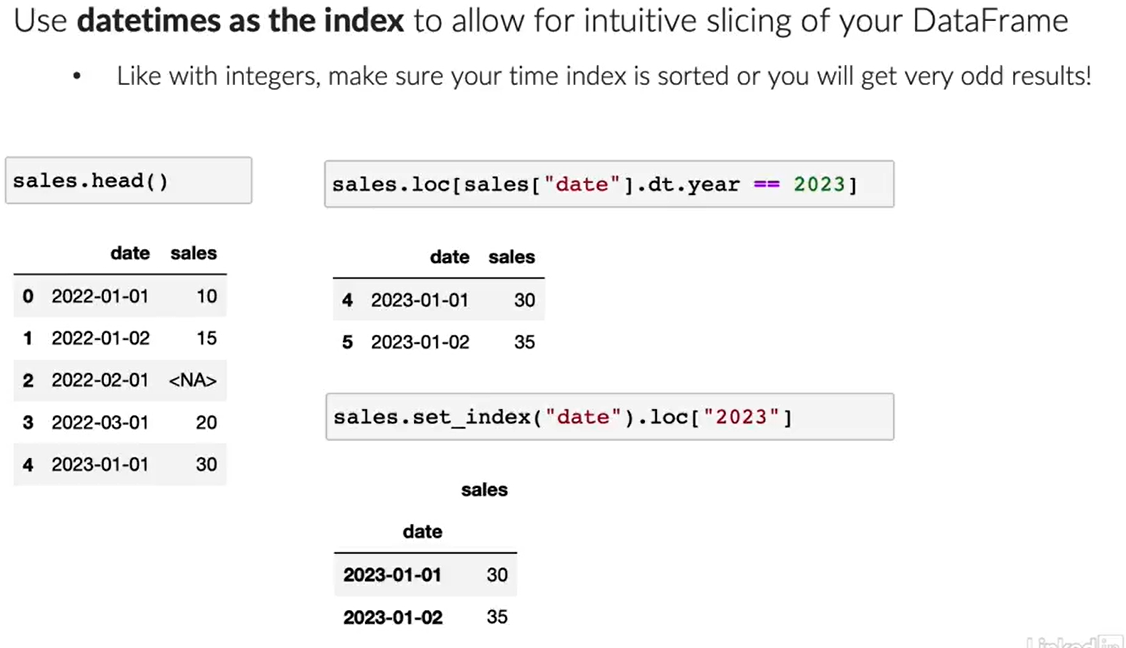 Use datetimes as the index to allow for intuitive slicing of your DataFrame
• Like with integers, make sure your time index is sorted or you will get very odd results!
sales.head()
date sales
0 2022-01-01 10
1 2022-01-02 15
2 2022-02-01 <NA>
3 2022-03-01 20
4 2023-01-01 30
sales.loc[sales["date"].dt.year == 2023]
date sales
4 2023-01-01 30
5 2023-01-02 35
sales.set_index("date").loc["2023"]
sales
date
2023-01-01 30
2023-01-02 35
Linked in